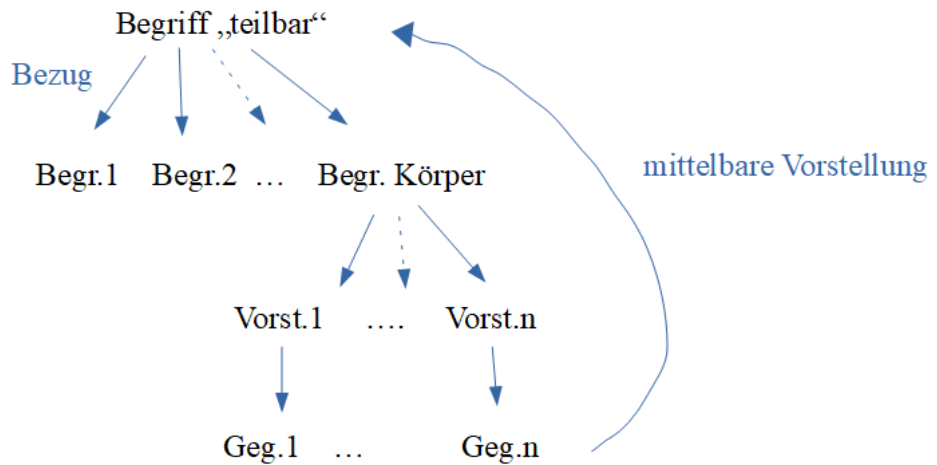 Begriff „teilbar“
Bezug
Begr.1 Begr.2 … Begr. Körper
mittelbare Vorstellung
Vorst.1 …. Vorst.n
Geg.1 … Geg.n